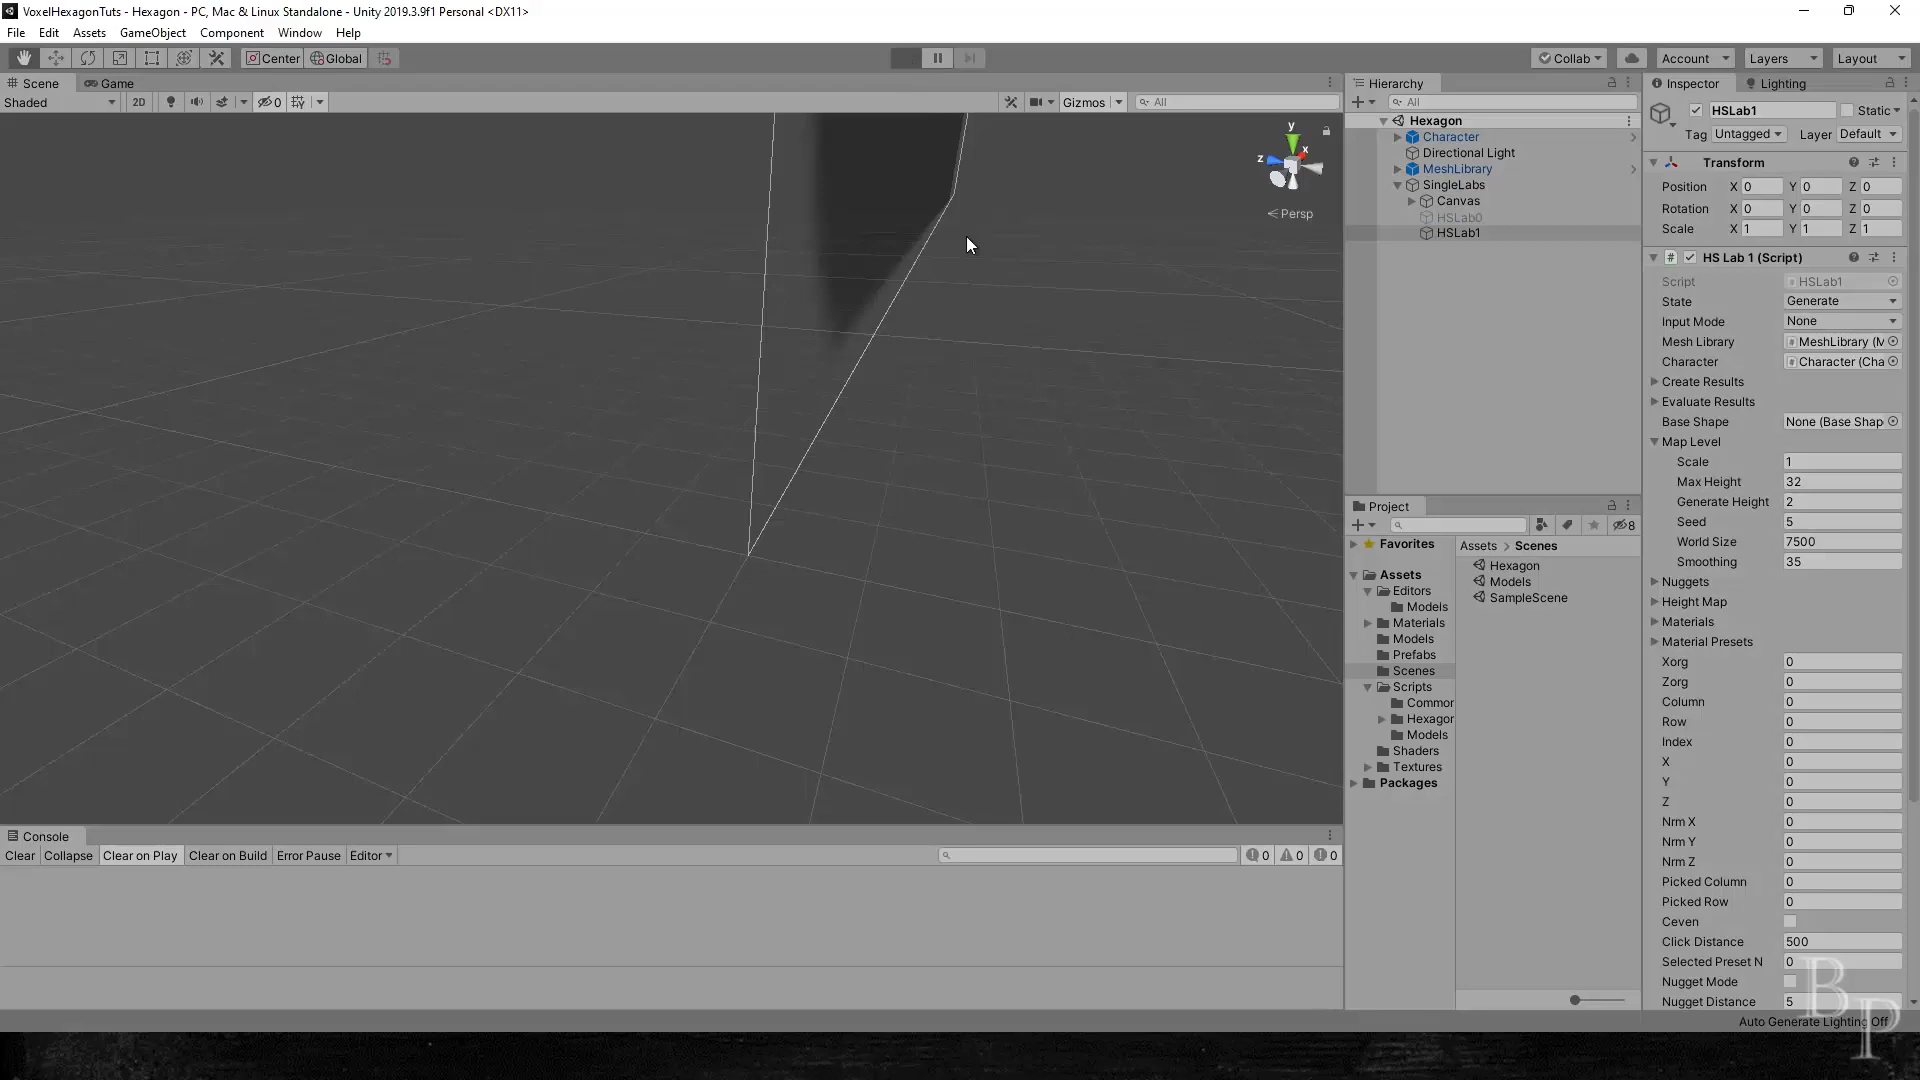 VoxelHexagonTuts - Hexagon - PC, Mac & Linux Standalone - Unity 2019.3.9f1 Personal <DX11>
File Edit Assets GameObject Component Window Help
Center Global Collab Account Layers Layout
Scene Game
Shaded 2D 0 Gizmos All
y
x
z
Persp
Hierarchy
All
Hexagon
Character
Directional Light
MeshLibrary
SingleLabs
Canvas
HSLab0
HSLab1
Project
8
Favorites
Assets
Editors
Models
Materials
Models
Prefabs
Scenes
Scripts
Commor
Hexagor
Models
Shaders
Textures
Packages
Assets > Scenes
Hexagon
Models
SampleScene
Inspector Lighting
HSLab1 Static
Tag Untagged Layer Default
Transform
Position X 0 Y 0 Z 0
Rotation X 0 Y 0 Z 0
Scale X 1 Y 1 Z 1
# HS Lab 1 (Script)
Script HSLab1
State Generate
Input Mode None
Mesh Library MeshLibrary (M
Character Character (Cha
Create Results
Evaluate Results
Base Shape None (Base Shap
Map Level
Scale 1
Max Height 32
Generate Height 2
Seed 5
World Size 7500
Smoothing 35
Nuggets
Height Map
Materials
Material Presets
Xorg 0
Zorg 0
Column 0
Row 0
Index 0
X 0
Y 0
Z 0
Nrm X 0
Nrm Y 0
Nrm Z 0
Picked Column 0
Picked Row 0
Ceven
Click Distance 500
Selected Preset N 0
Nugget Mode
Nugget Distance 5
Console
Clear Collapse Clear on Play Clear on Build Error Pause Editor 0 0 0
Auto Generate Lighting Off
BP